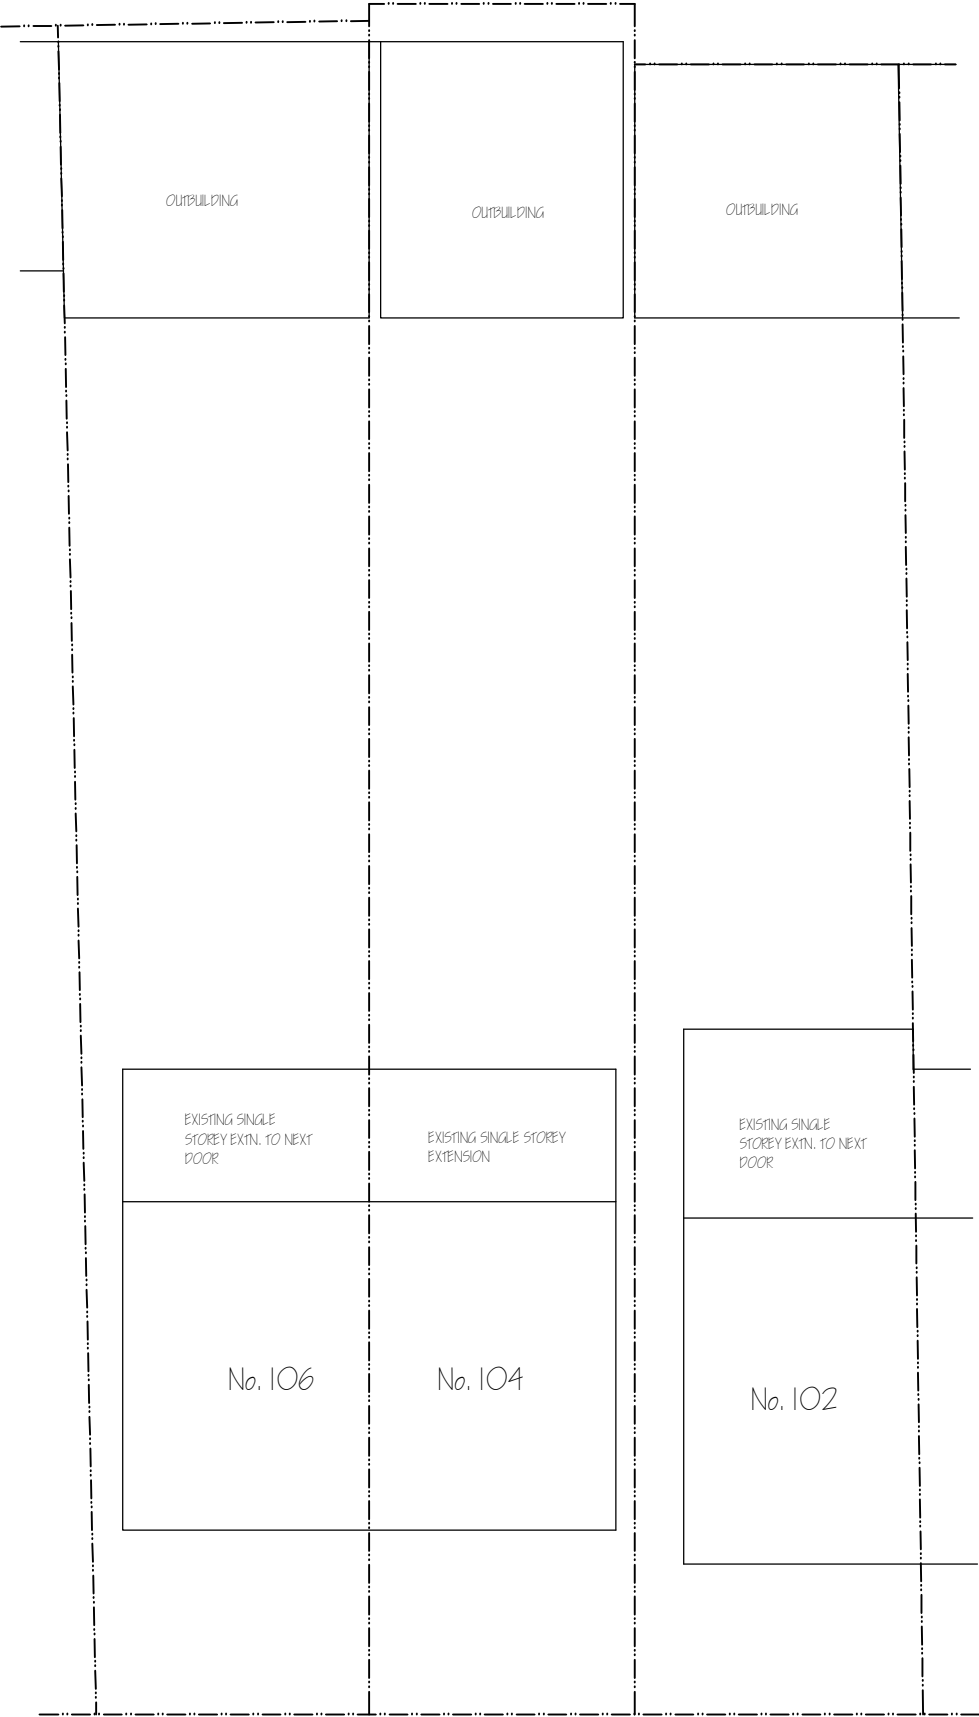 OUTBUILDING
OUTBUILDING
OUTBUILDING
EXISTING SINGLE
STOREY EXTN. TO NEXT
DOOR
EXISTING SINGLE STOREY
EXTENSION
EXISTING SINGLE
STOREY EXTN. TO NEXT
DOOR
No. 106
No. 104
No. 102